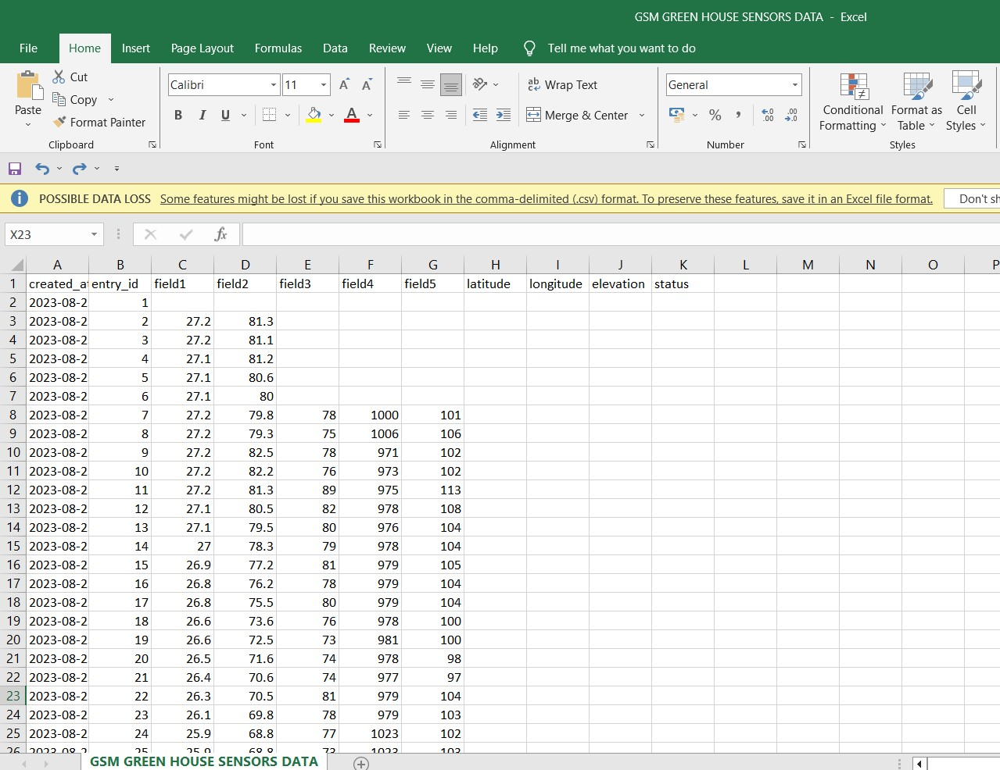 GSM GREEN HOUSE SENSORS DATA - Excel
File Home Insert Page Layout Formulas Data Review View Help Tell me what you want to do
Paste Cut Copy Format Painter Clipboard
Calibri 11 A A B I U A Font
ab Wrap Text Merge & Center Alignment
General % , Number
Conditional Formatting Format as Table Cell Styles Styles
POSSIBLE DATA LOSS Some features might be lost if you save this workbook in the comma-delimited (.csv) format. To preserve these features, save it in an Excel file format. Don't sh
X23 fx
A B C D E F G H I J K L M N O P
1 created_at entry_id field1 field2 field3 field4 field5 latitude longitude elevation status
2 2023-08-2 1
3 2023-08-2 2 27.2 81.3
4 2023-08-2 3 27.2 81.1
5 2023-08-2 4 27.1 81.2
6 2023-08-2 5 27.1 80.6
7 2023-08-2 6 27.1 80
8 2023-08-2 7 27.2 79.8 78 1000 101
9 2023-08-2 8 27.2 79.3 75 1006 106
10 2023-08-2 9 27.2 82.5 78 971 102
11 2023-08-2 10 27.2 82.2 76 973 102
12 2023-08-2 11 27.2 81.3 89 975 113
13 2023-08-2 12 27.1 80.5 82 978 108
14 2023-08-2 13 27.1 79.5 80 976 104
15 2023-08-2 14 27 78.3 79 978 104
16 2023-08-2 15 26.9 77.2 81 979 105
17 2023-08-2 16 26.8 76.2 78 979 104
18 2023-08-2 17 26.8 75.5 80 979 104
19 2023-08-2 18 26.6 73.6 76 978 100
20 2023-08-2 19 26.6 72.5 73 981 100
21 2023-08-2 20 26.5 71.6 74 978 98
22 2023-08-2 21 26.4 70.6 74 977 97
23 2023-08-2 22 26.3 70.5 81 979 104
24 2023-08-2 23 26.1 69.8 78 979 103
25 2023-08-2 24 25.9 68.8 77 1023 102
26 2023-08-2 25 25.9 68.8 73 1023 103
GSM GREEN HOUSE SENSORS DATA